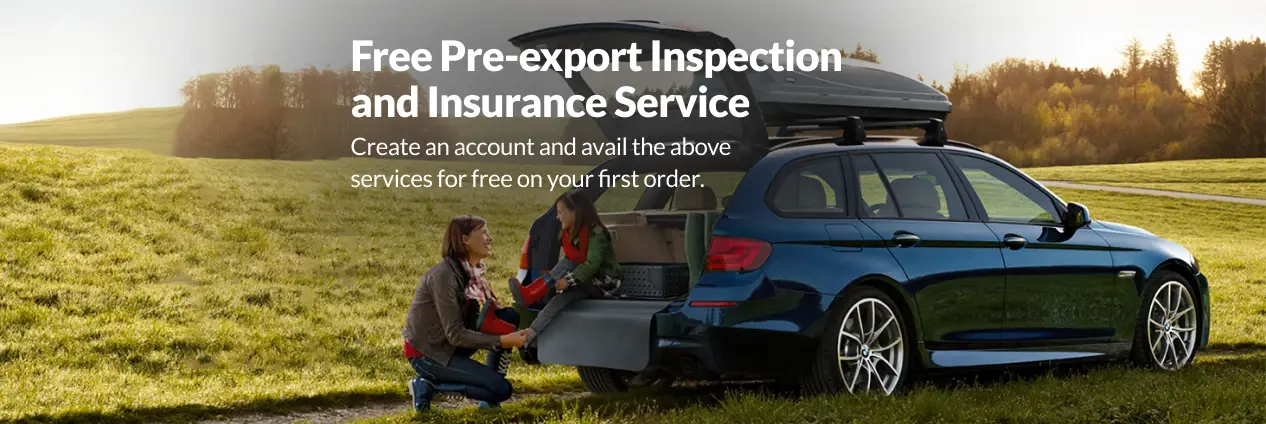 Free Pre-export Inspection
and Insurance Service
Create an account and avail the above
services for free on your first order.